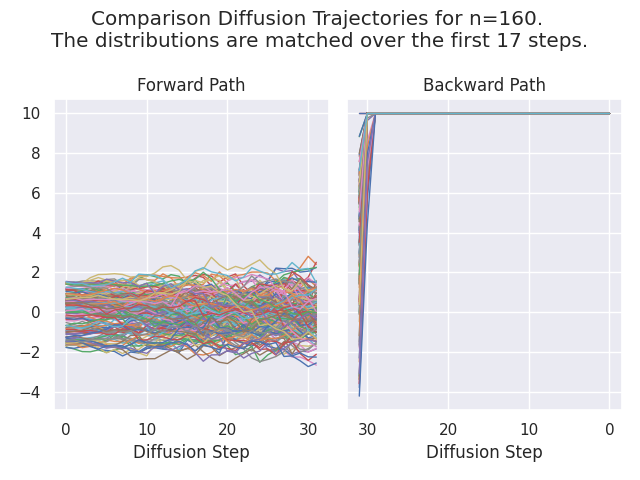 Comparison Diffusion Trajectories for n=160.
The distributions are matched over the first 17 steps.
Forward Path
Backward Path
10
8
6
4
2
0
−2
−4
0 10 20 30
30 20 10 0
Diffusion Step
Diffusion Step